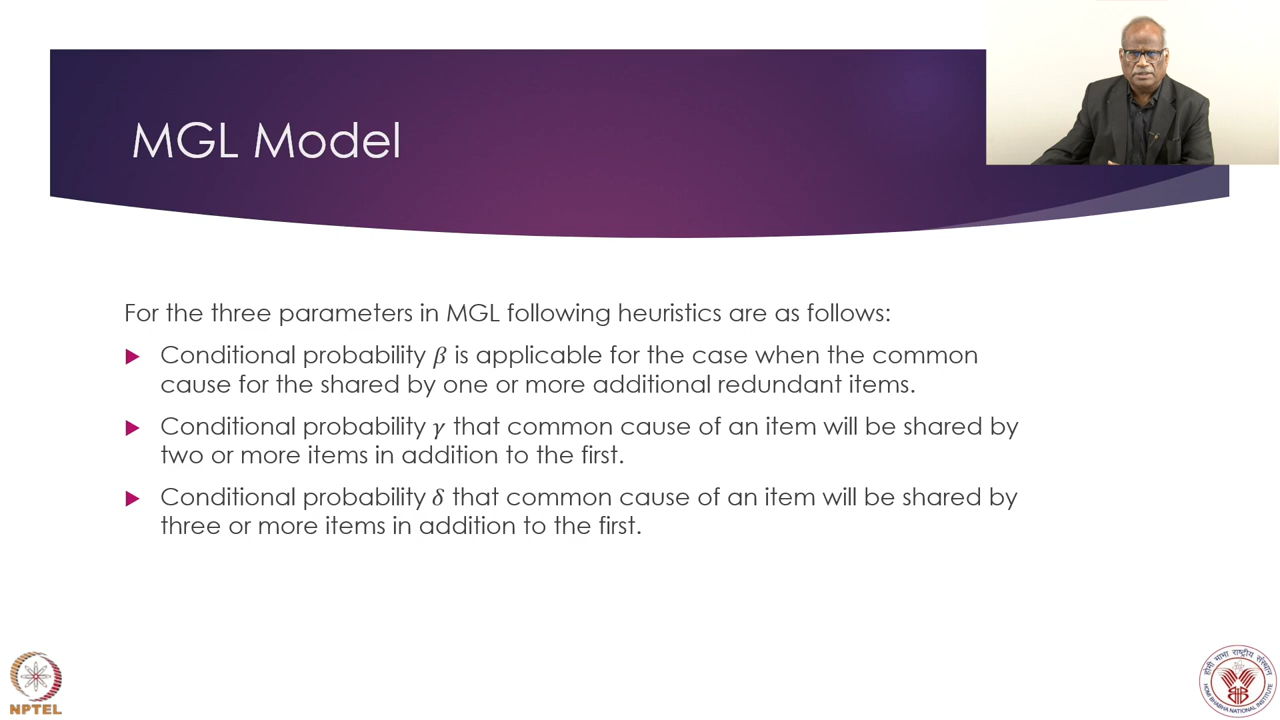 MGL Model
For the three parameters in MGL following heuristics are as follows:
Conditional probability β is applicable for the case when the common
cause for the shared by one or more additional redundant items.
Conditional probability γ that common cause of an item will be shared by
two or more items in addition to the first.
Conditional probability δ that common cause of an item will be shared by
three or more items in addition to the first.
NPTEL
होमी भाभा राष्ट्रीय संस्थान
HOMI BHABHA NATIONAL INSTITUTE